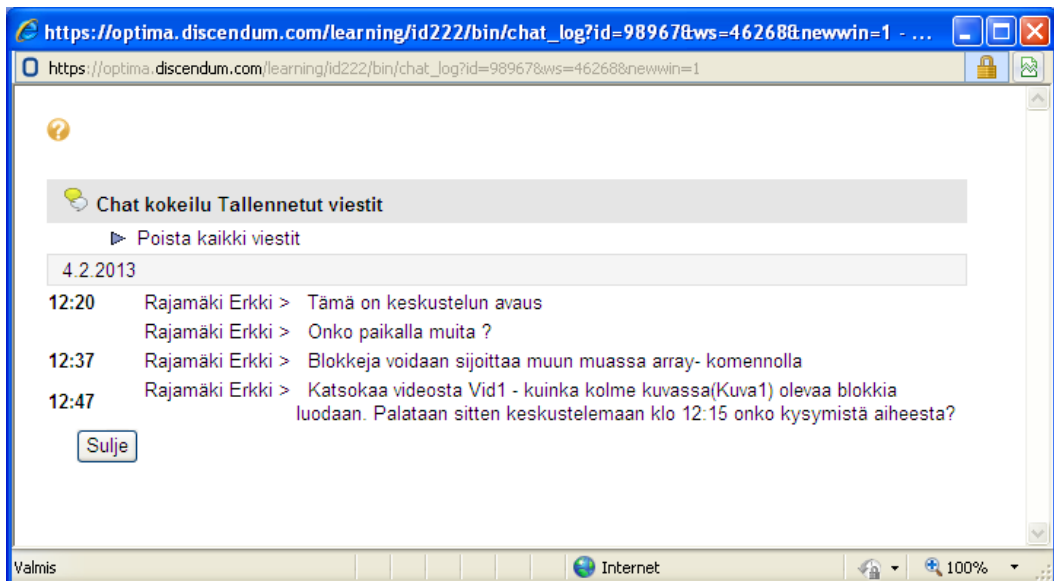 https://optima.discendum.com/learning/id222/bin/chat_log?id=98967&ws=46268&newwin=1 - ...
https://optima.discendum.com/learning/id222/bin/chat_log?id=98967&ws=46268&newwin=1
Chat kokeilu Tallennetut viestit
Poista kaikki viestit
4.2.2013
12:20 Rajamäki Erkki > Tämä on keskustelun avaus
Rajamäki Erkki > Onko paikalla muita ?
12:37 Rajamäki Erkki > Blokkeja voidaan sijoittaa muun muassa array- komennolla
12:47 Rajamäki Erkki > Katsokaa videosta Vid1 - kuinka kolme kuvassa(Kuva1) olevaa blokkia
luodaan. Palataan sitten keskustelemaan klo 12:15 onko kysymistä aiheesta?
Sulje
Valmis Internet 100%